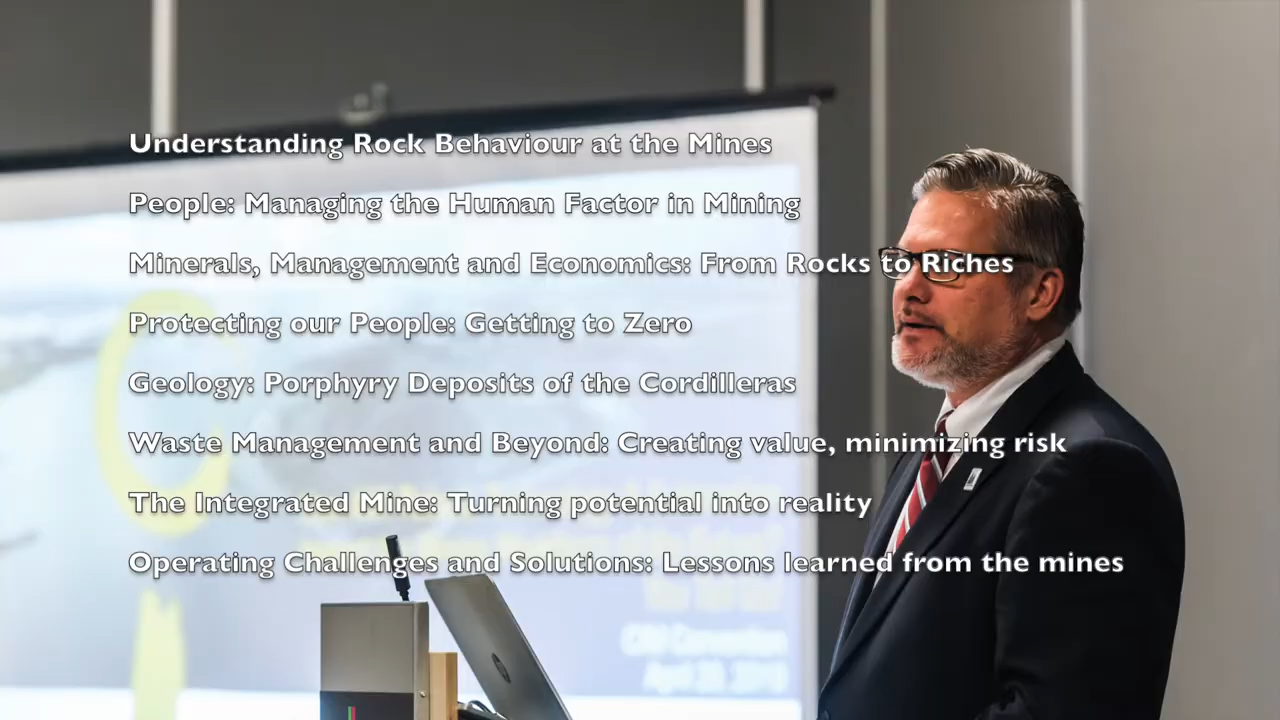 Understanding Rock Behaviour at the Mines
People: Managing the Human Factor in Mining
Minerals, Management and Economics: From Rocks to Riches
Protecting our People: Getting to Zero
Geology: Porphyry Deposits of the Cordilleras
Waste Management and Beyond: Creating value, minimizing risk
The Integrated Mine: Turning potential into reality
Operating Challenges and Solutions: Lessons learned from the mines
CIM Convention